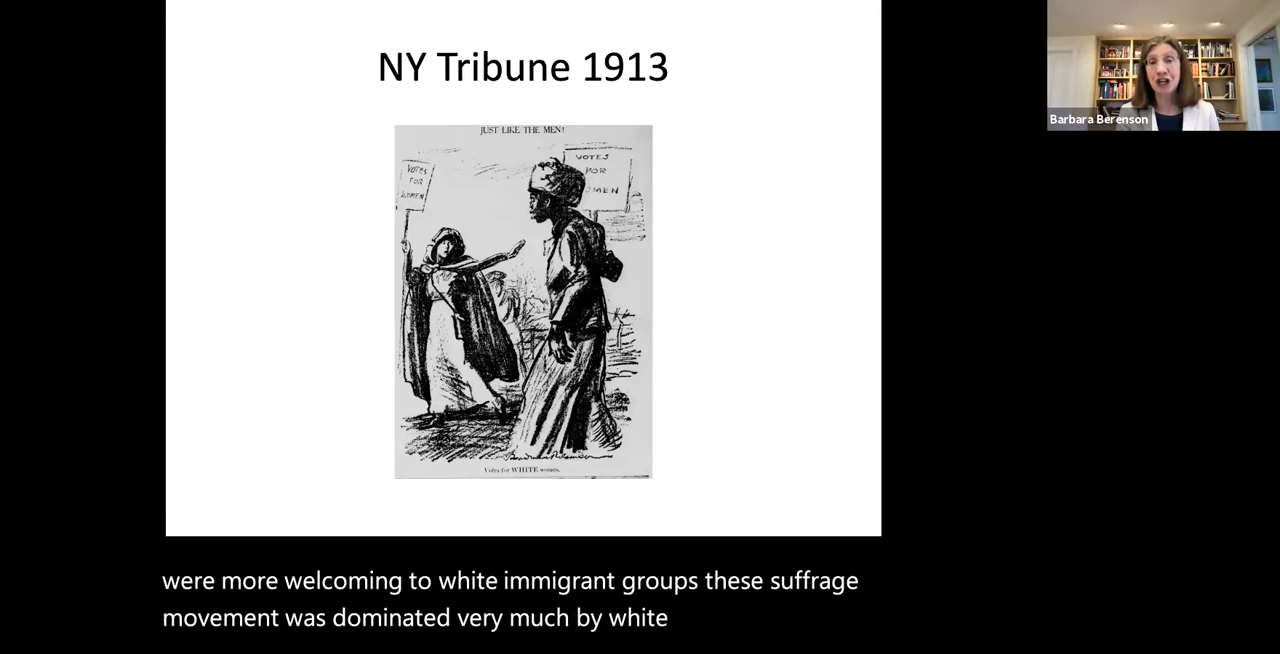 NY Tribune 1913
JUST LIKE THE MEN!
VOTES
FOR
WOMEN
VOTES
FOR
OMEN
Votes for WHITE women.
Barbara Berenson
were more welcoming to white immigrant groups these suffrage
movement was dominated very much by white